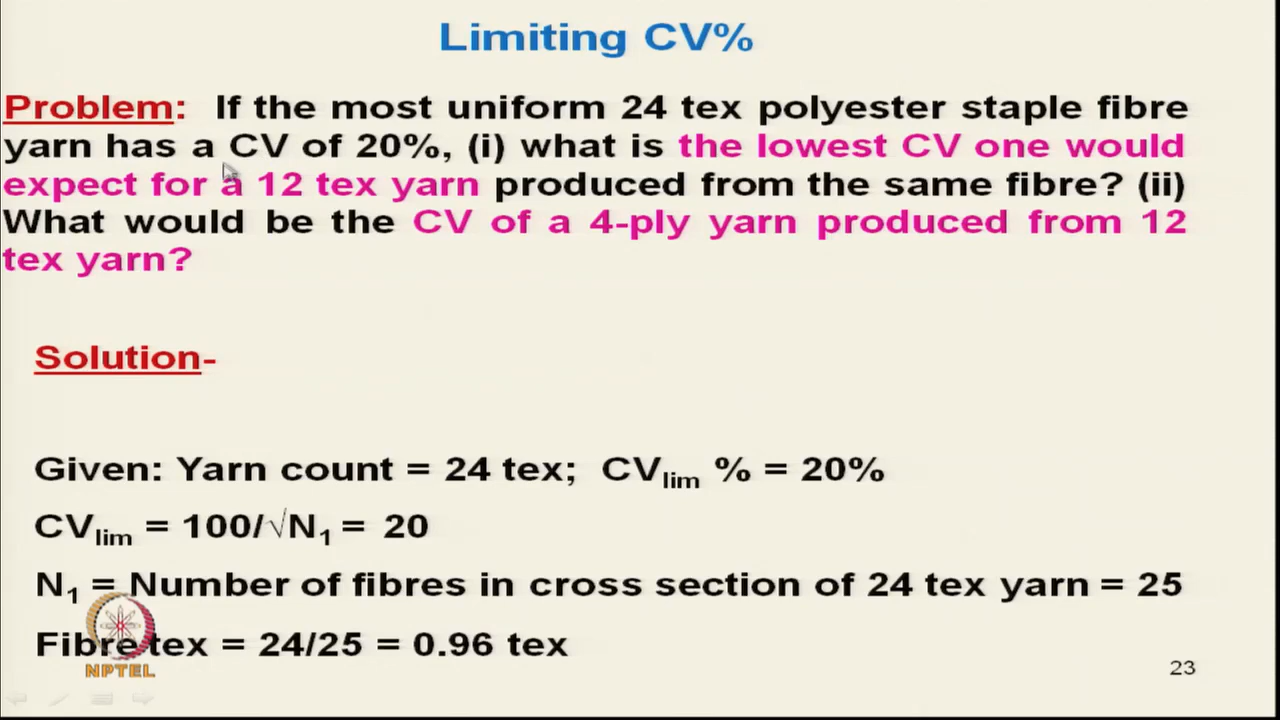 Limiting CV%
Problem: If the most uniform 24 tex polyester staple fibre
yarn has a CV of 20%, (i) what is the lowest CV one would
expect for a 12 tex yarn produced from the same fibre? (ii)
What would be the CV of a 4-ply yarn produced from 12
tex yarn?
Solution-
Given: Yarn count = 24 tex; CVlim % = 20%
CVlim = 100/√N1 = 20
N1 = Number of fibres in cross section of 24 tex yarn = 25
Fibre tex = 24/25 = 0.96 tex
NPTEL
23